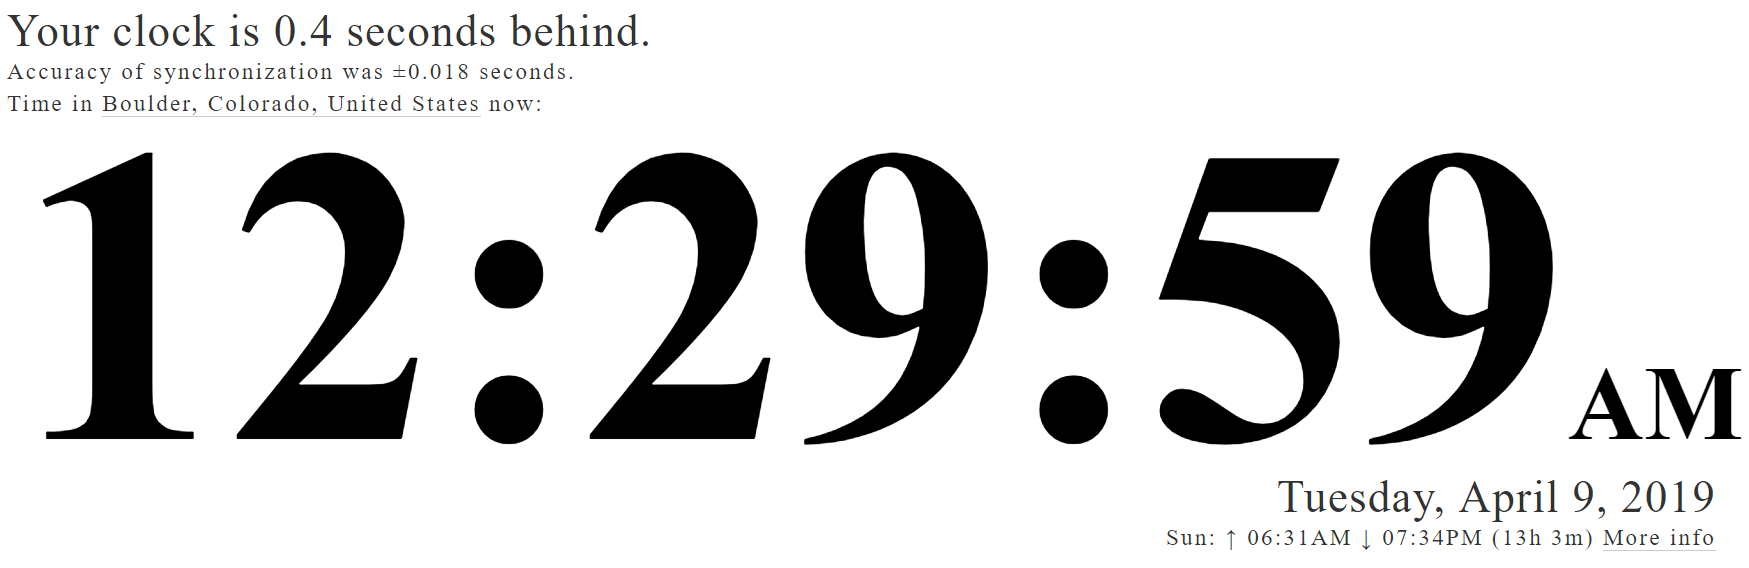 Your clock is 0.4 seconds behind.
Accuracy of synchronization was ±0.018 seconds.
Time in Boulder, Colorado, United States now:
12:29:59 AM
Tuesday, April 9, 2019
Sun: ↑ 06:31AM ↓ 07:34PM (13h 3m) More info